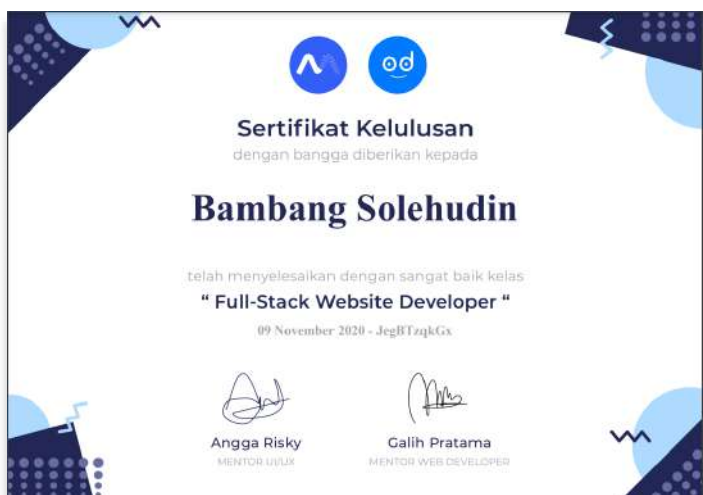 Sertifikat Kelulusan
dengan bangga diberikan kepada
Bambang Solehudin
telah menyelesaikan dengan sangat baik kelas
“ Full-Stack Website Developer “
09 November 2020 - JegBTzqkGx
Angga Risky Galih Pratama
MENTOR UI/UX MENTOR WEB DEVELOPER